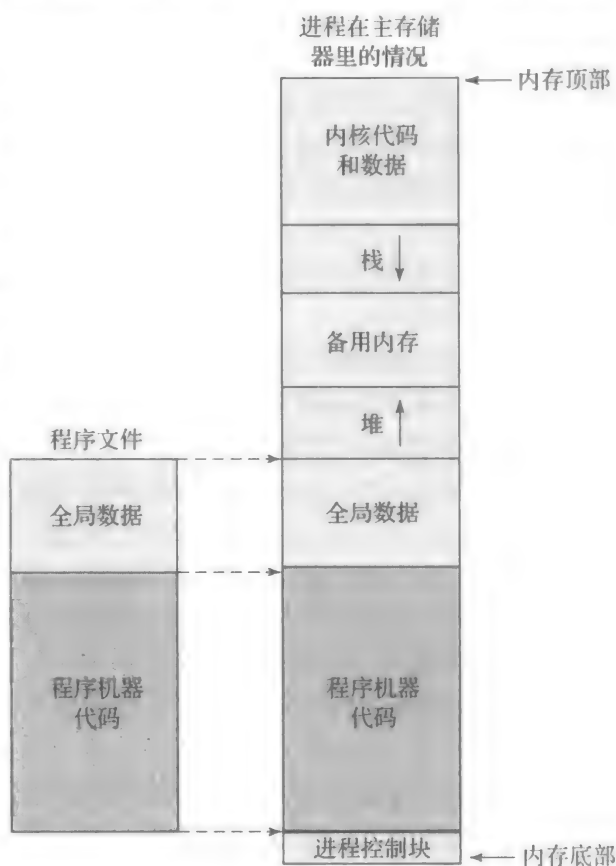 进程在主存储
器里的情况
内存顶部
内核代码
和数据
栈
备用内存
堆
程序文件
全局数据
全局数据
程序机器
代码
程序机器
代码
进程控制块
内存底部